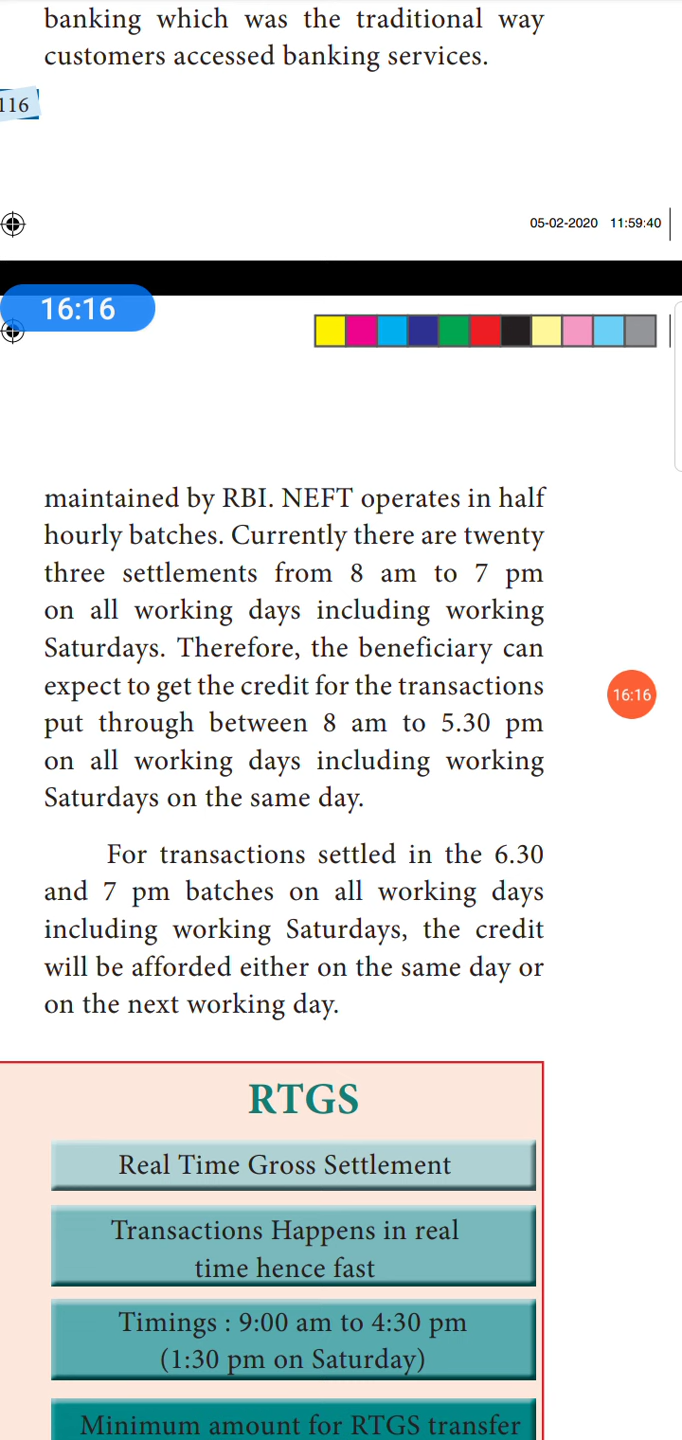 banking which was the traditional way
customers accessed banking services.
116
05-02-2020 11:59:40
16:16
maintained by RBI. NEFT operates in half
hourly batches. Currently there are twenty
three settlements from 8 am to 7 pm
on all working days including working
Saturdays. Therefore, the beneficiary can
expect to get the credit for the transactions
16:16
put through between 8 am to 5.30 pm
on all working days including working
Saturdays on the same day.
For transactions settled in the 6.30
and 7 pm batches on all working days
including working Saturdays, the credit
will be afforded either on the same day or
on the next working day.
RTGS
Real Time Gross Settlement
Transactions Happens in real
time hence fast
Timings : 9:00 am to 4:30 pm
(1:30 pm on Saturday)
Minimum amount for RTGS transfer